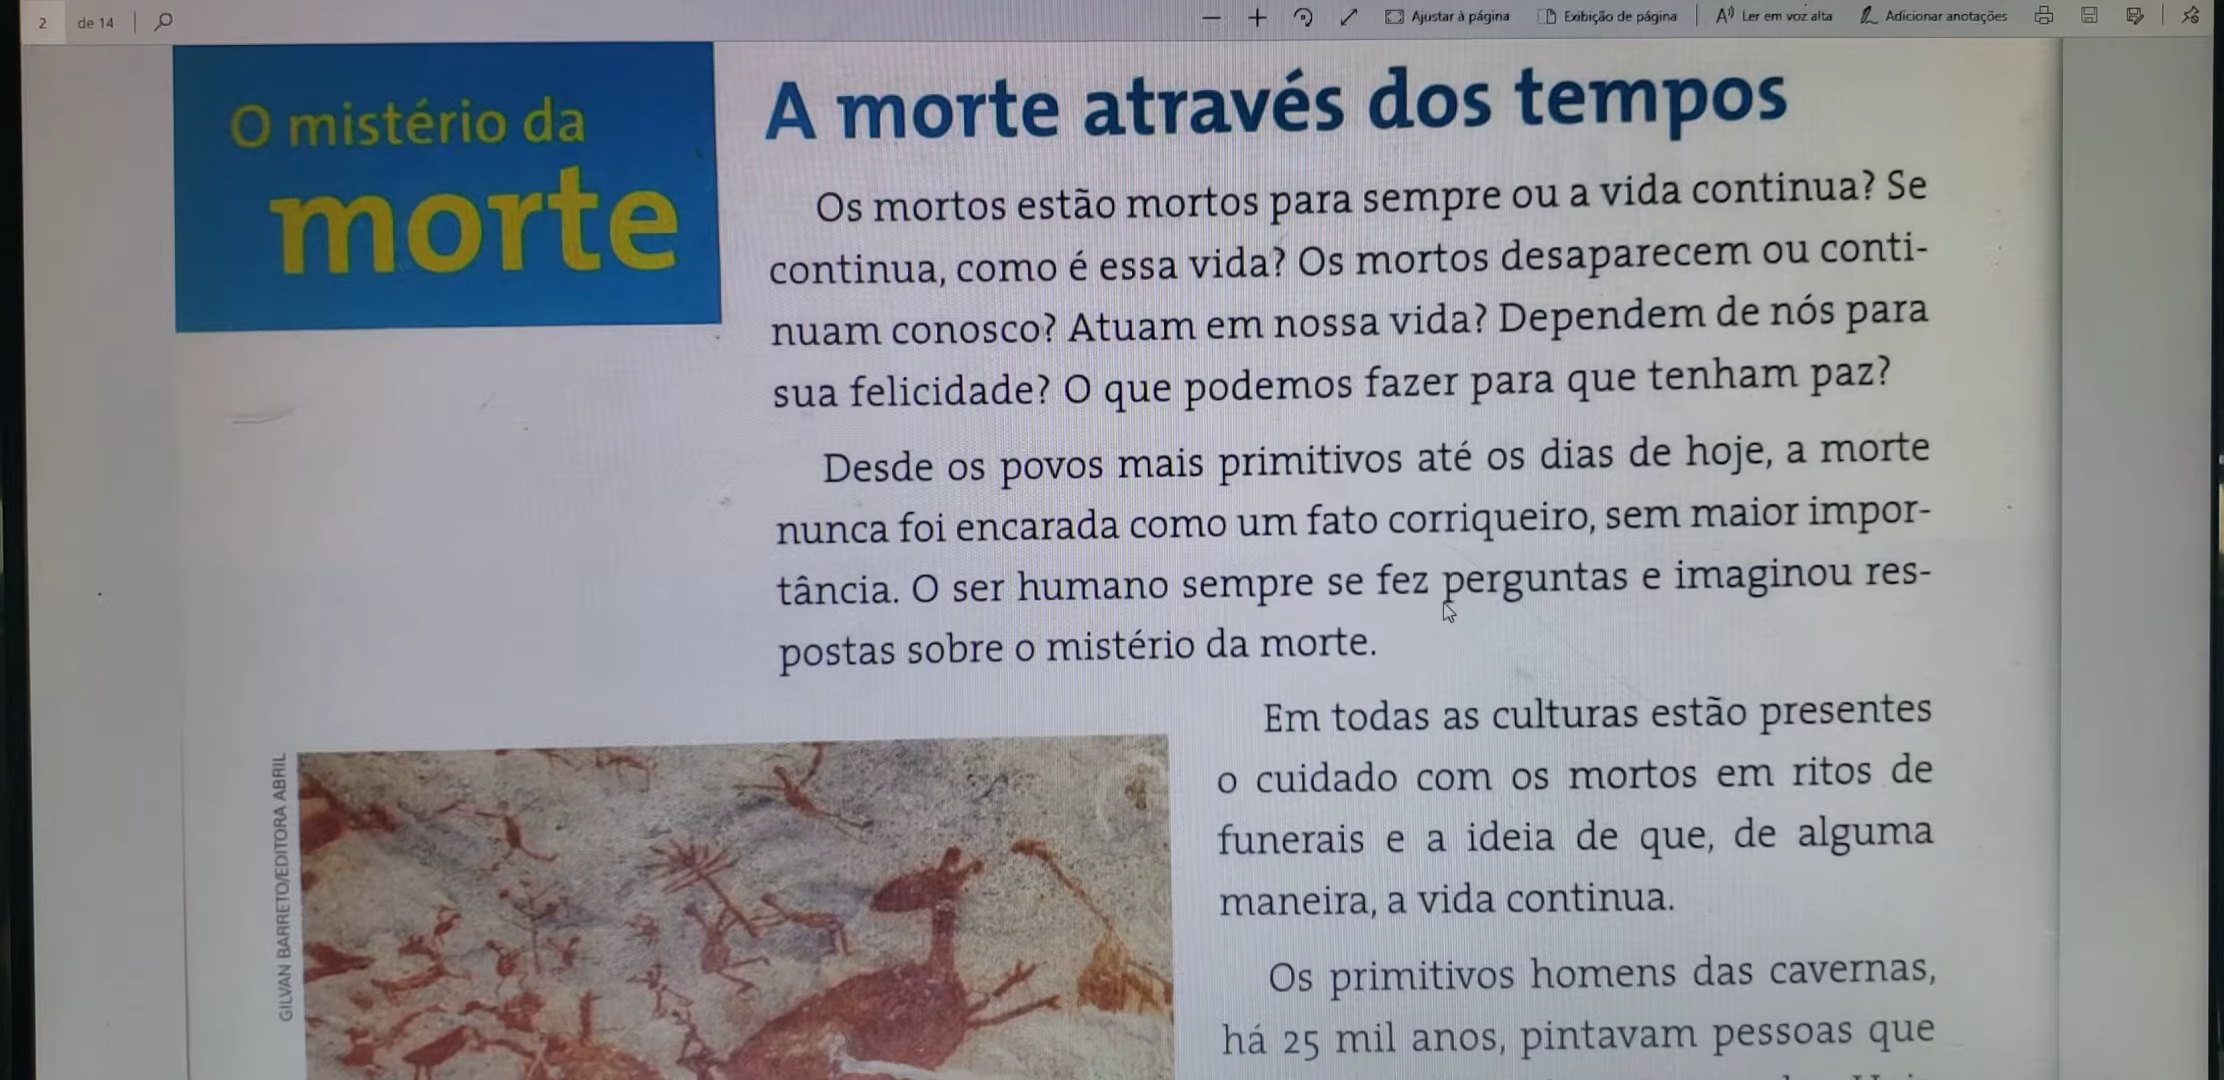 2 de 14
Ajustar à página
Exibição de página
Ler em voz alta
Adicionar anotações
O mistério da
morte
A morte através dos tempos
Os mortos estão mortos para sempre ou a vida continua? Se
continua, como é essa vida? Os mortos desaparecem ou conti-
nuam conosco? Atuam em nossa vida? Dependem de nós para
sua felicidade? O que podemos fazer para que tenham paz?
Desde os povos mais primitivos até os dias de hoje, a morte
nunca foi encarada como um fato corriqueiro, sem maior impor-
tância. O ser humano sempre se fez perguntas e imaginou res-
postas sobre o mistério da morte.
Em todas as culturas estão presentes
o cuidado com os mortos em ritos de
funerais e a ideia de que, de alguma
maneira, a vida continua.
Os primitivos homens das cavernas,
há 25 mil anos, pintavam pessoas que
GILVAN BARRETO/EDITORA ABRIL